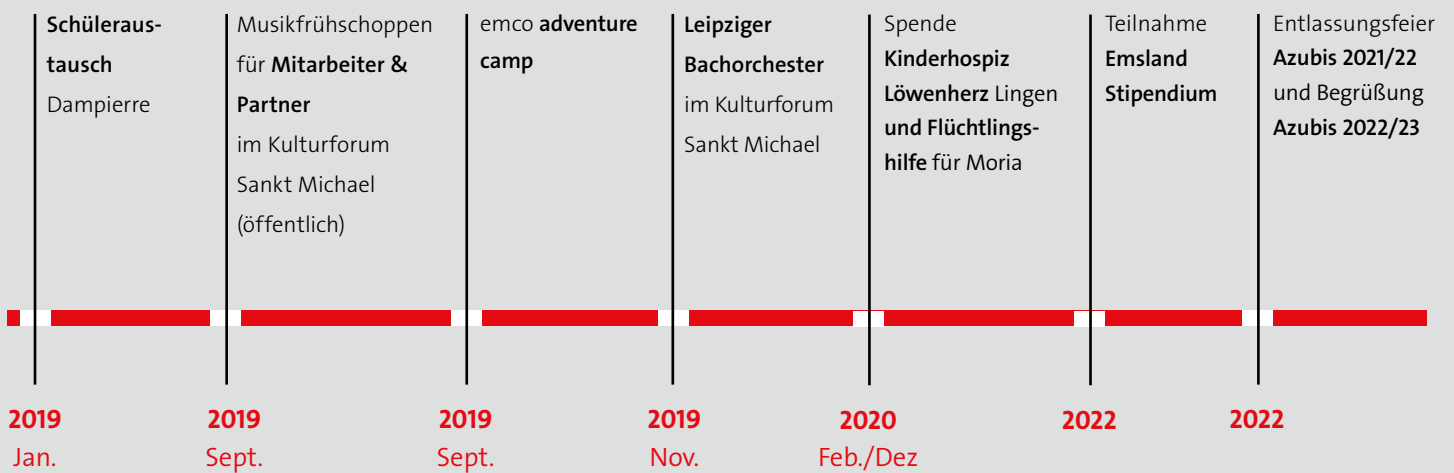 Schüleraus-
tausch
Dampierre
2019
Jan.
Musikfrühschoppen
für Mitarbeiter &
Partner
im Kulturforum
Sankt Michael
(öffentlich)
2019
Sept.
emco adventure
camp
2019
Sept.
Leipziger
Bachorchester
im Kulturforum
Sankt Michael
2019
Nov.
Spende
Kinderhospiz
Löwenherz Lingen
und Flüchtlings-
hilfe für Moria
2020
Feb./Dez
Teilnahme
Emsland
Stipendium
2022
Entlassungsfeier
Azubis 2021/22
und Begrüßung
Azubis 2022/23
2022